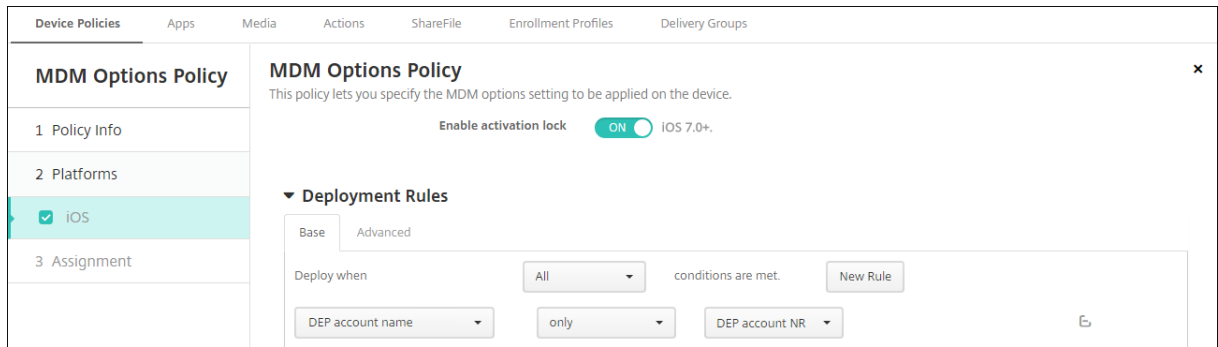 Device Policies Apps Media Actions ShareFile Enrollment Profiles Delivery Groups
MDM Options Policy
1 Policy Info
2 Platforms
iOS
3 Assignment
MDM Options Policy
This policy lets you specify the MDM options setting to be applied on the device.
Enable activation lock ON iOS 7.0+.
Deployment Rules
Base Advanced
Deploy when All conditions are met. New Rule
DEP account name only DEP account NR